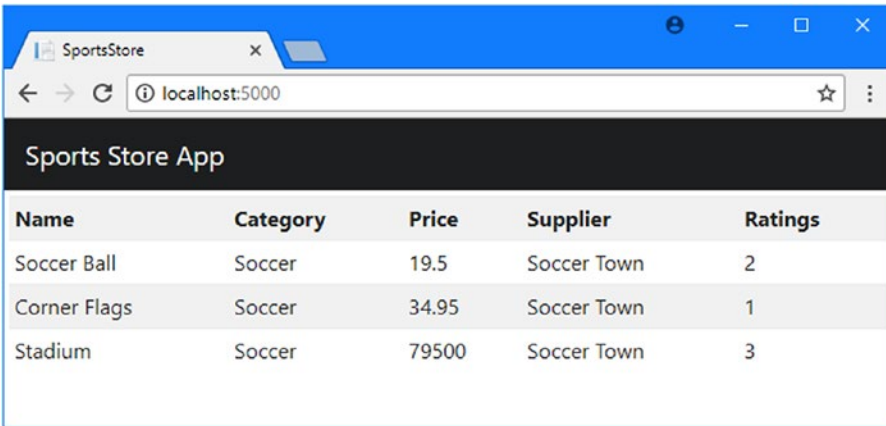 SportsStore
localhost:5000
Sports Store App
Name Category Price Supplier Ratings
Soccer Ball Soccer 19.5 Soccer Town 2
Corner Flags Soccer 34.95 Soccer Town 1
Stadium Soccer 79500 Soccer Town 3